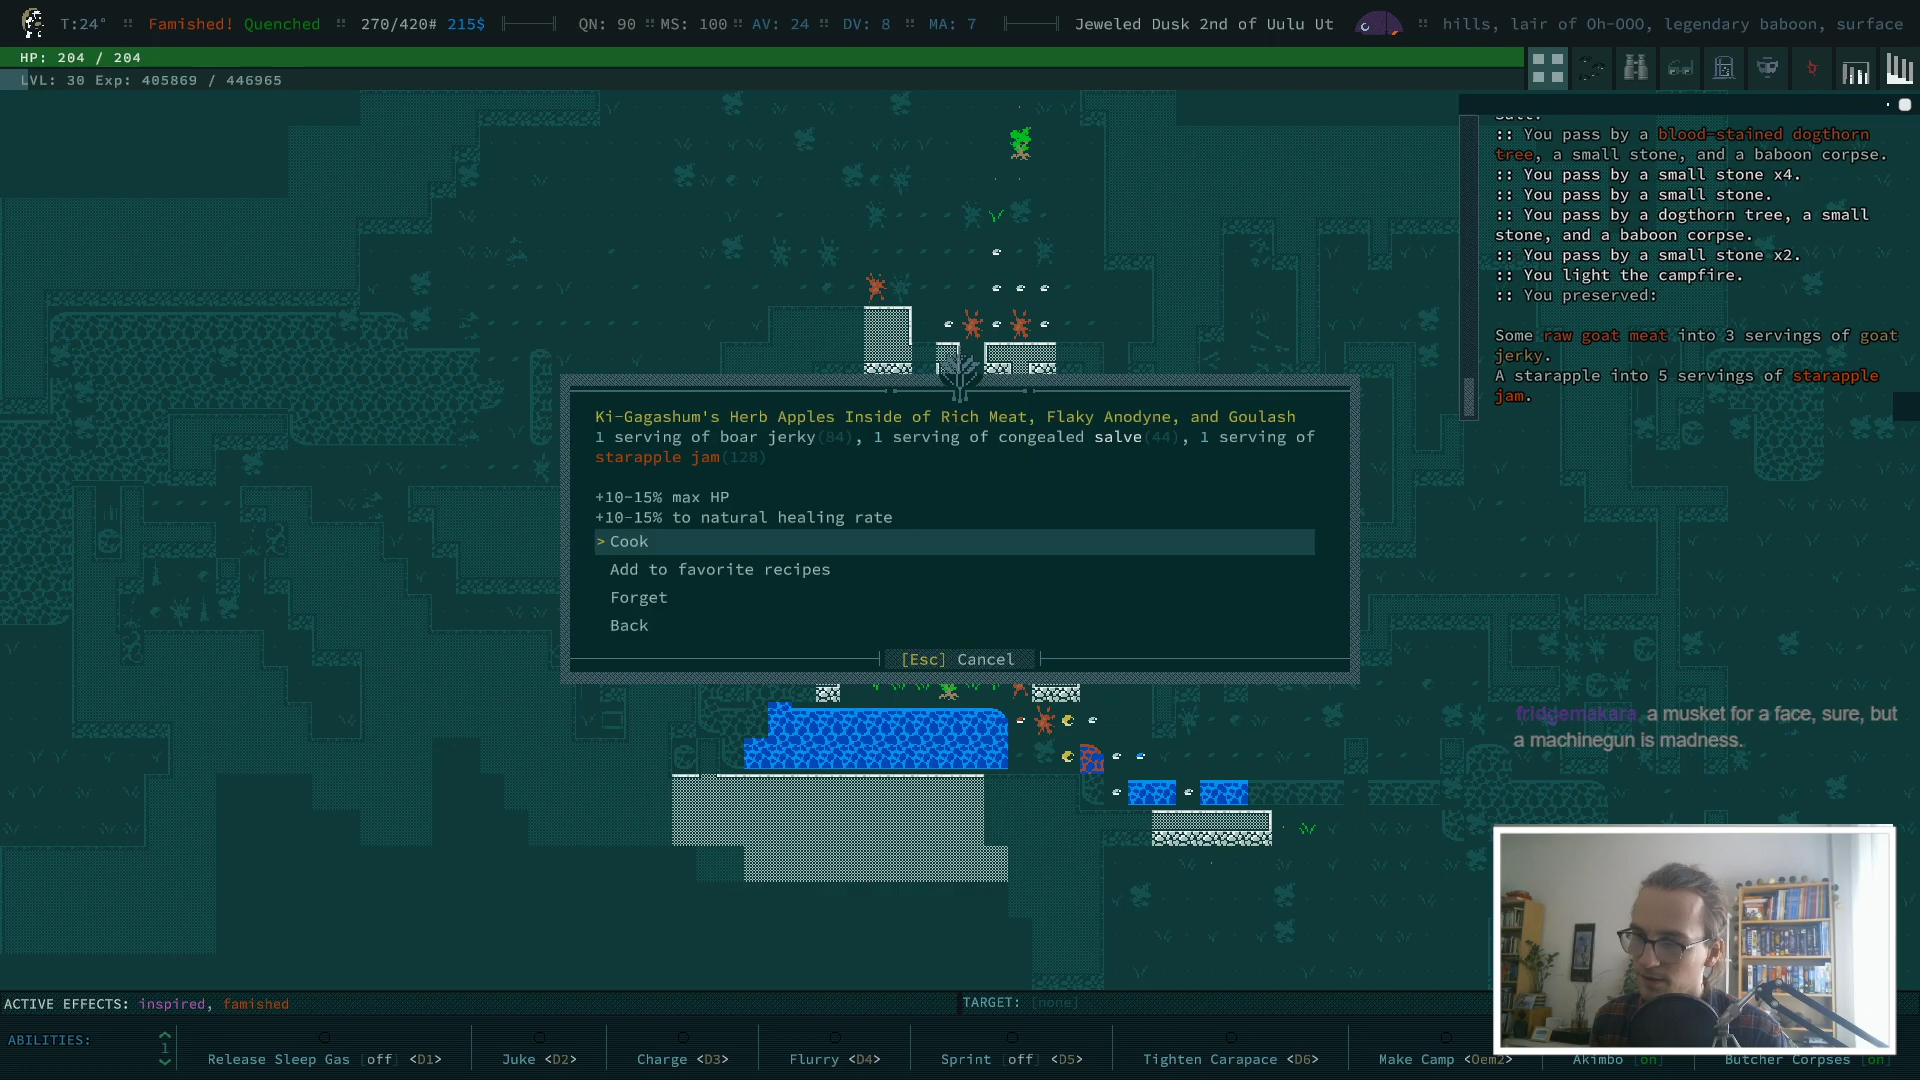 T:24° Famished! Quenched 270/420# 215$ QN: 90 MS: 100 AV: 24 DV: 8 MA: 7 Jeweled Dusk 2nd of Uulu Ut hills, lair of Oh-OOO, legendary baboon, surface
HP: 204 / 204
LVL: 30 Exp: 405869 / 446965
:: You pass by a blood-stained dogthorn
tree, a small stone, and a baboon corpse.
:: You pass by a small stone x4.
:: You pass by a small stone.
:: You pass by a dogthorn tree, a small
stone, and a baboon corpse.
:: You pass by a small stone x2.
:: You light the campfire.
:: You preserved:
Some raw goat meat into 3 servings of goat
jerky.
A starapple into 5 servings of starapple
jam.
Ki-Gagashum's Herb Apples Inside of Rich Meat, Flaky Anodyne, and Goulash
1 serving of boar jerky(84), 1 serving of congealed salve(44), 1 serving of
starapple jam(128)
+10-15% max HP
+10-15% to natural healing rate
> Cook
Add to favorite recipes
Forget
Back
[Esc] Cancel
fridgemakara a musket for a face, sure, but
a machinegun is madness.
ACTIVE EFFECTS: inspired, famished
TARGET: [none]
ABILITIES: 1 Release Sleep Gas [off] <D1> Juke <D2> Charge <D3> Flurry <D4> Sprint [off] <D5> Tighten Carapace <D6> Make Camp <Oem2> Akimbo [on] Butcher Corpses [on]